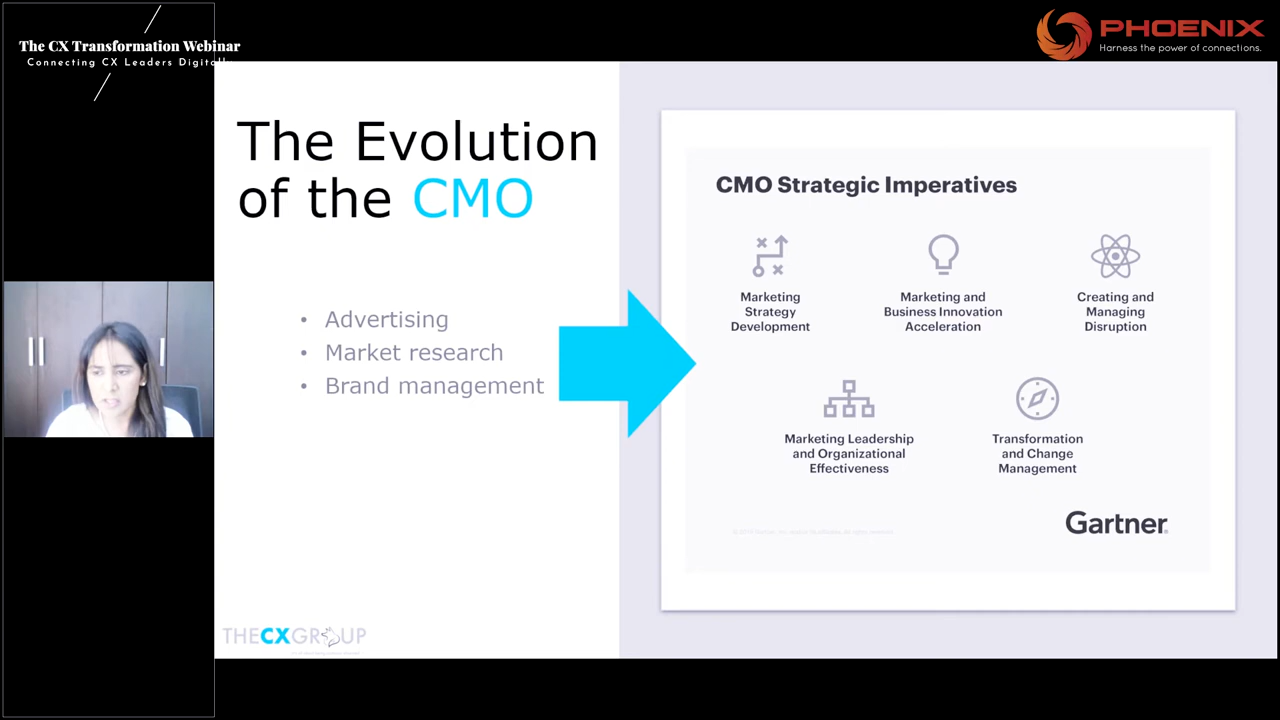 The CX Transformation Webinar
Connecting CX Leaders Digitally
PHOENIX
Harness the power of connections.
The Evolution
of the CMO
• Advertising
• Market research
• Brand management
CMO Strategic Imperatives
Marketing
Strategy
Development
Marketing and
Business Innovation
Acceleration
Creating and
Managing
Disruption
Marketing Leadership
and Organizational
Effectiveness
Transformation
and Change
Management
Gartner
THECXGROUP